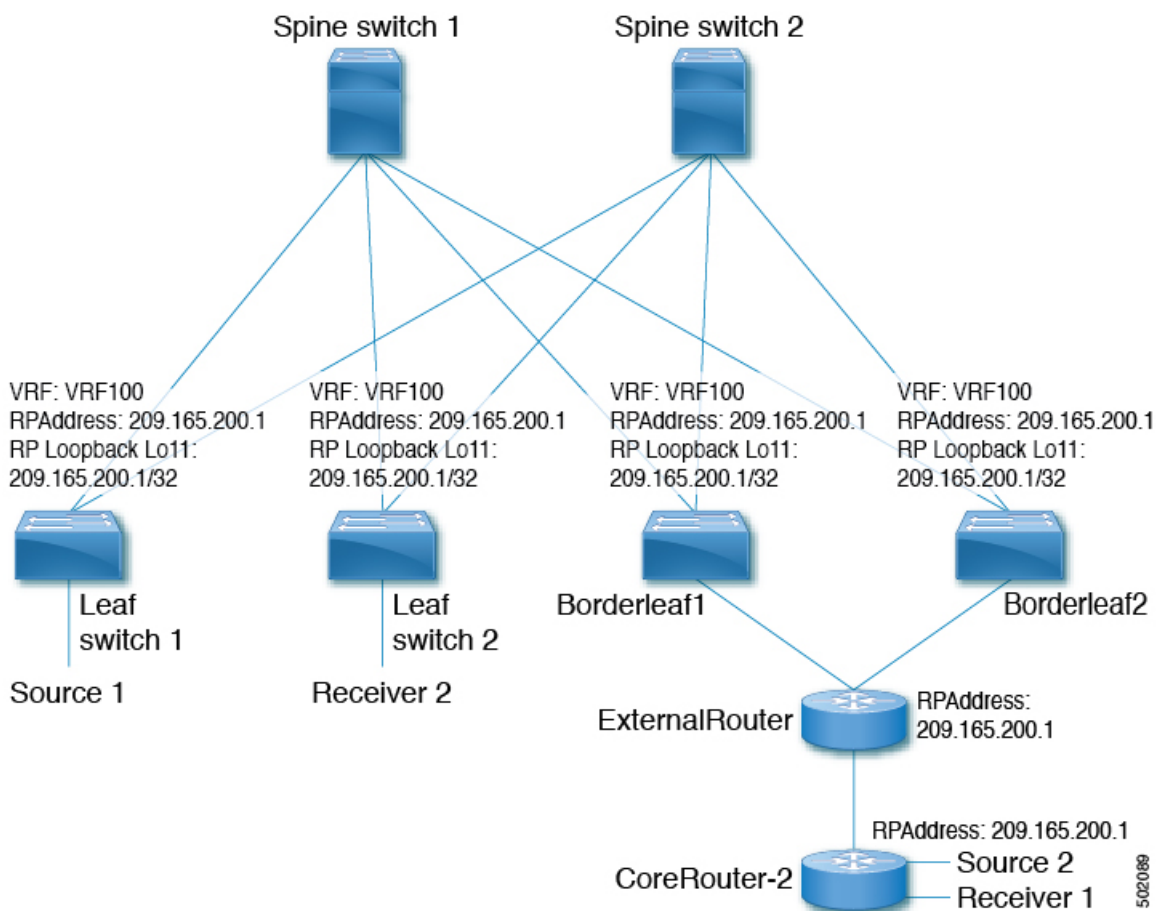 Spine switch 1
Spine switch 2
VRF: VRF100
RPAddress: 209.165.200.1
RP Loopback Lo11:
209.165.200.1/32
VRF: VRF100
RPAddress: 209.165.200.1
RP Loopback Lo11:
209.165.200.1/32
VRF: VRF100
RPAddress: 209.165.200.1
RP Loopback Lo11:
209.165.200.1/32
VRF: VRF100
RPAddress: 209.165.200.1
RP Loopback Lo11:
209.165.200.1/32
Leaf
switch 1
Leaf
switch 2
Borderleaf1
Borderleaf2
Source 1
Receiver 2
ExternalRouter
RPAddress:
209.165.200.1
RPAddress: 209.165.200.1
CoreRouter-2
Source 2
Receiver 1
502089